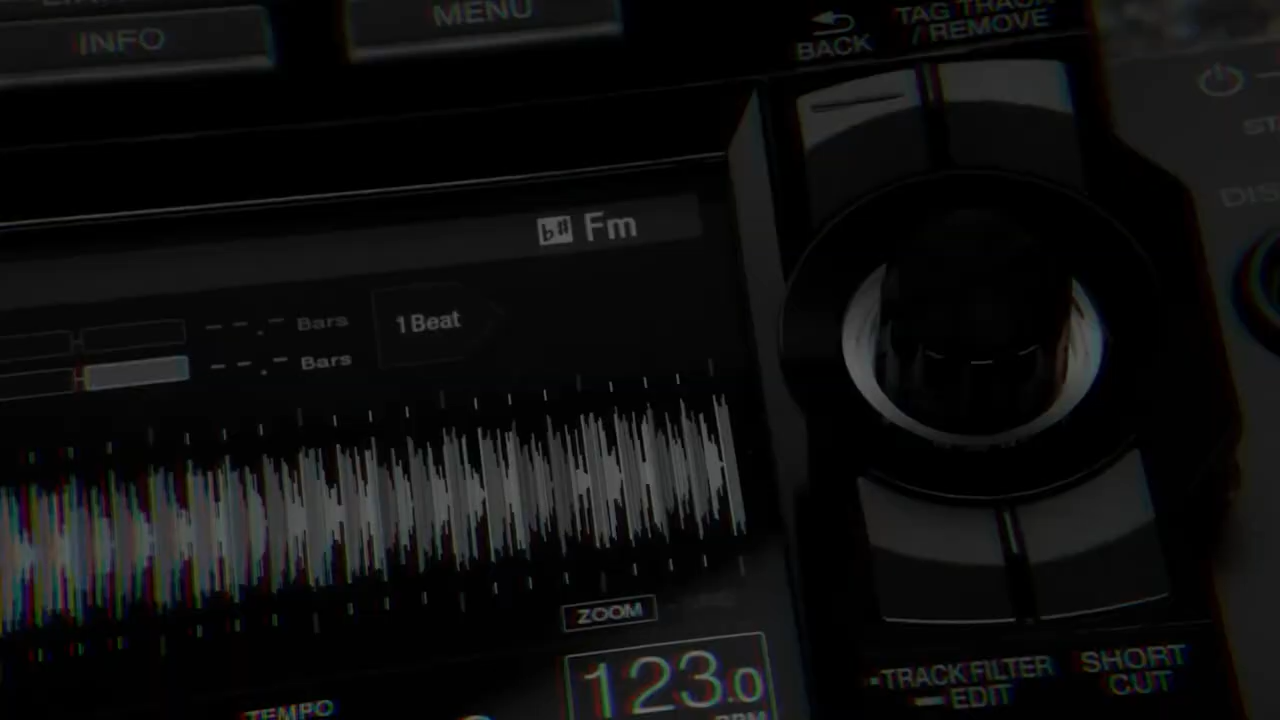 INFO
MENU
BACK
TAG TRACK
/ REMOVE
b# Fm
--.- Bars
1 Beat
--.- Bars
ZOOM
123.0
TEMPO
TRACK FILTER
EDIT
SHORT
CUT